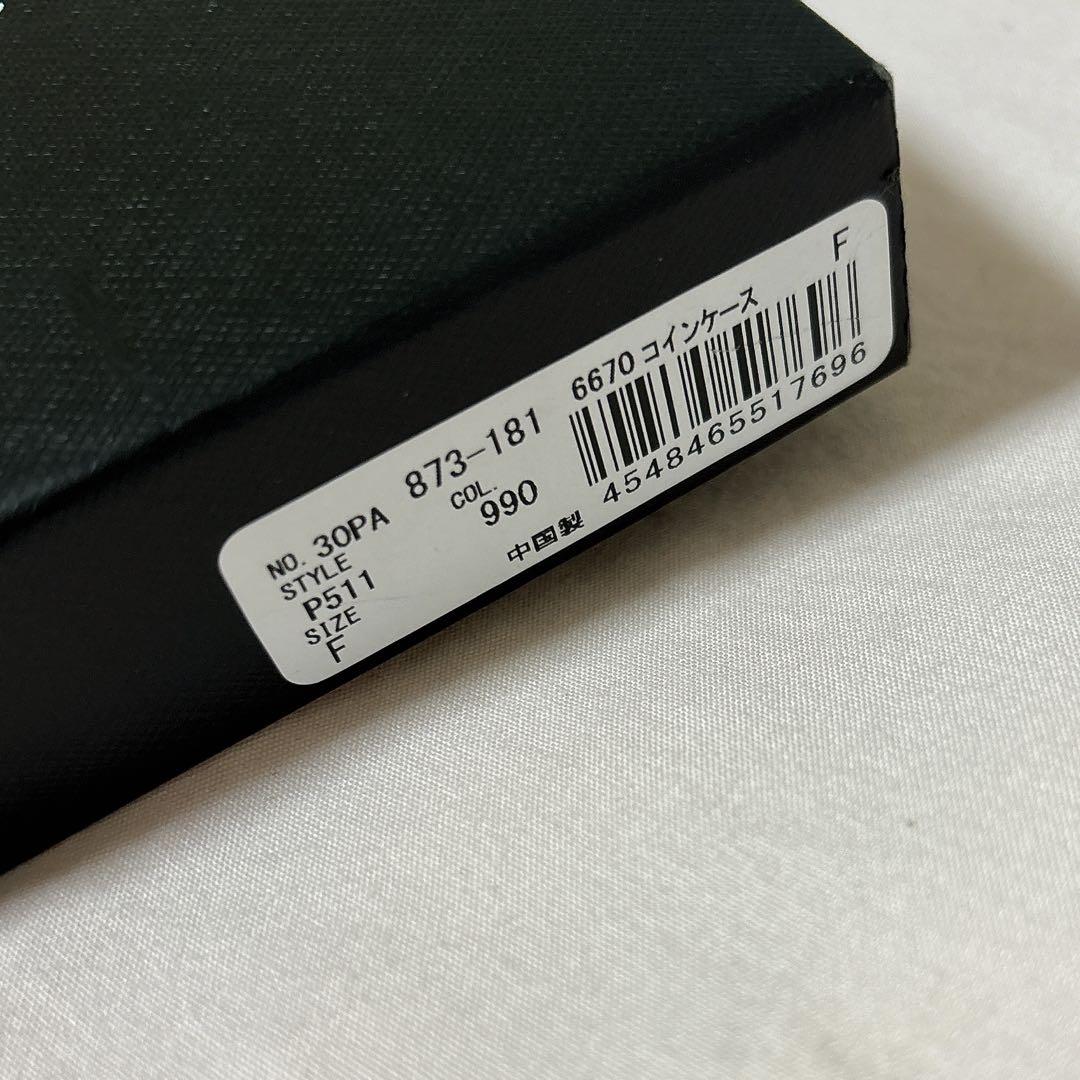 NO. 30PA 873-181
STYLE COL.
P511 990
SIZE
F 中国製
6670 コインケース F
4548465517696